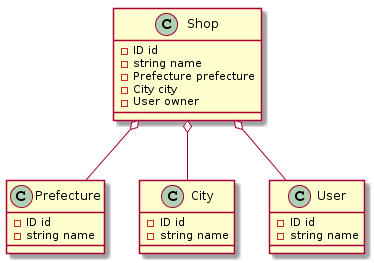 C Shop
ID id
string name
Prefecture prefecture
City city
User owner
C Prefecture
ID id
string name
C City
ID id
string name
C User
ID id
string name